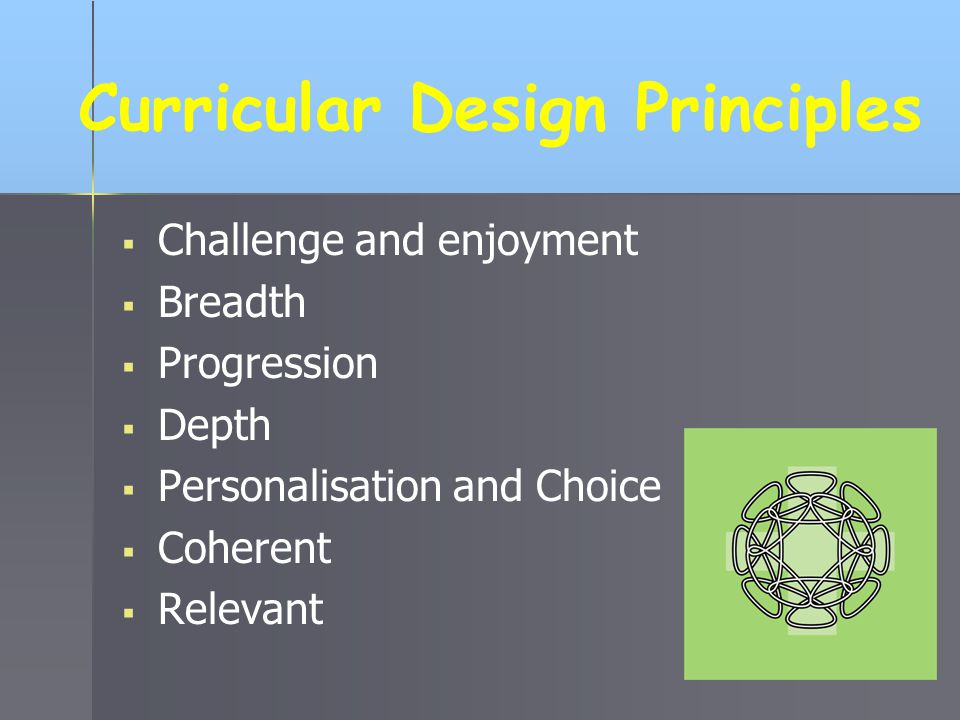 Curricular Design Principles
▪ Challenge and enjoyment
▪ Breadth
▪ Progression
▪ Depth
▪ Personalisation and Choice
▪ Coherent
▪ Relevant